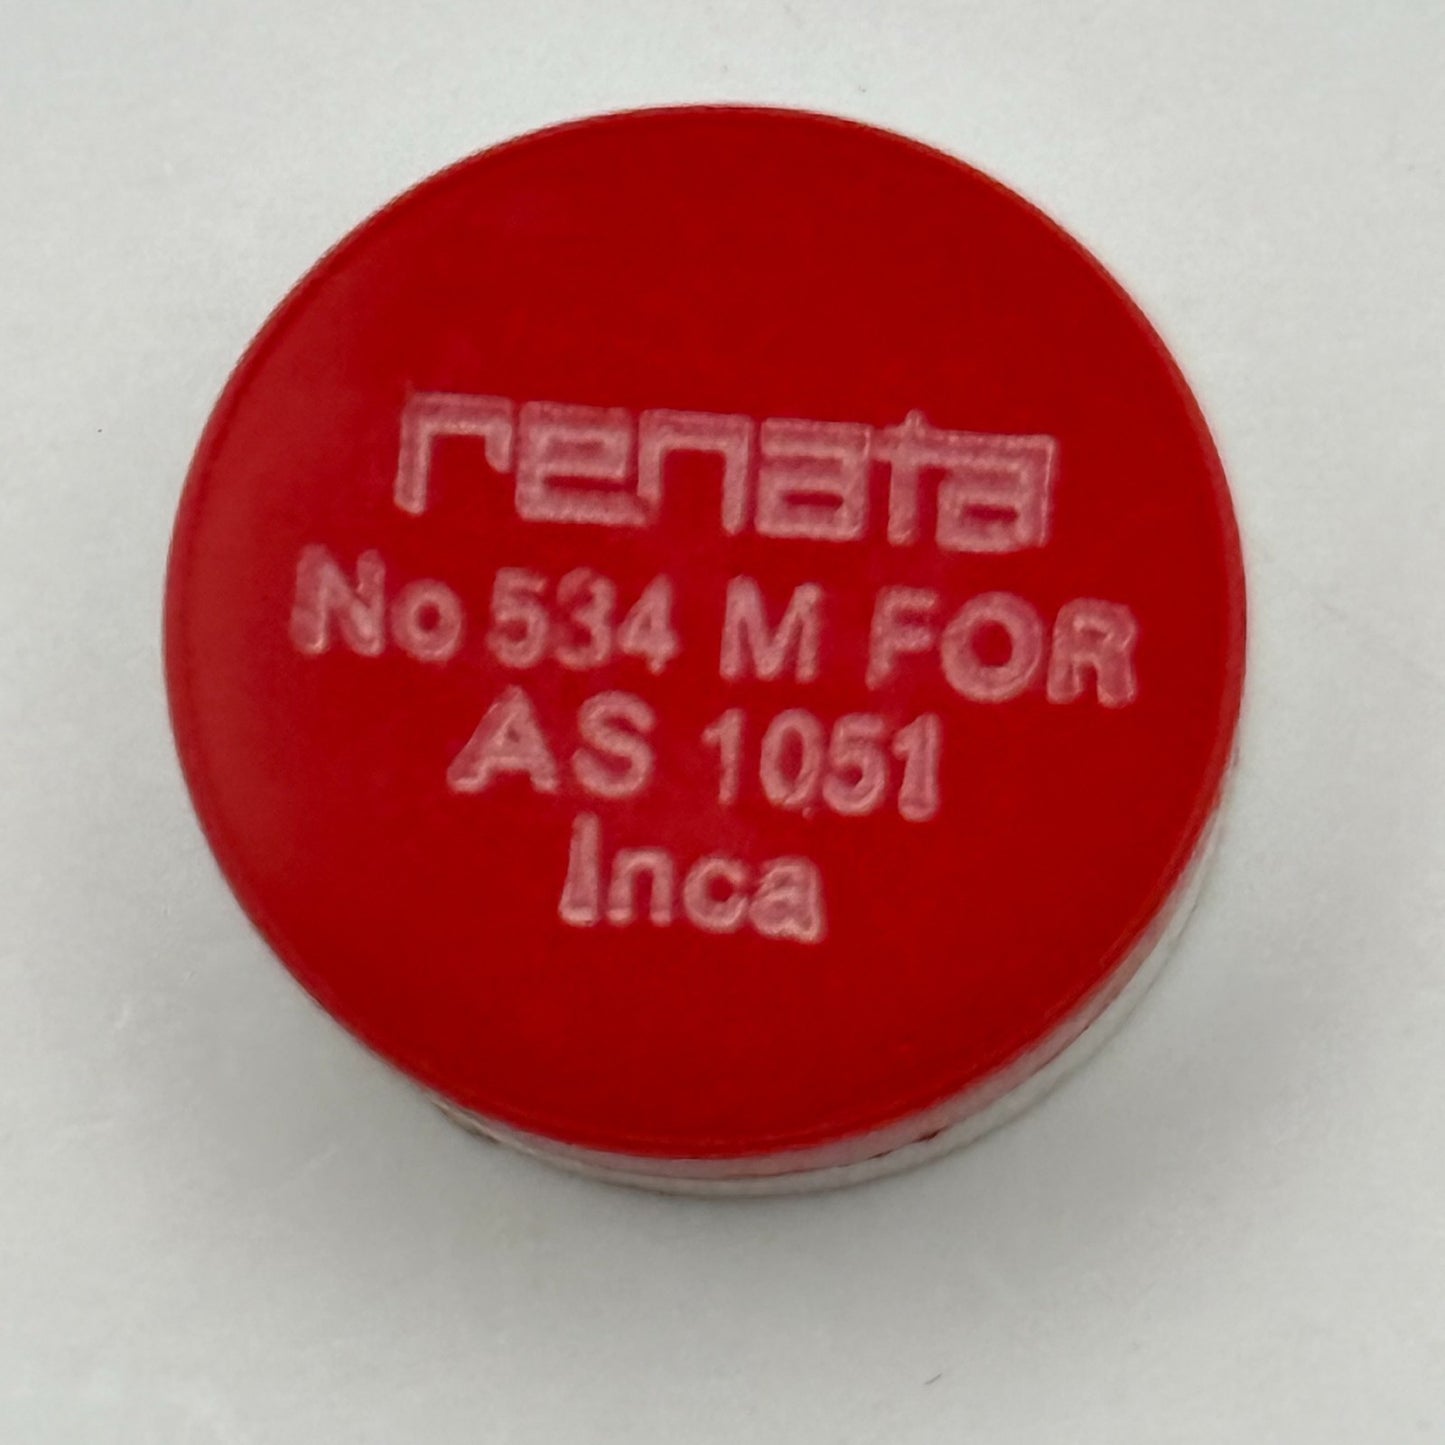 renata
No 534 M FOR
AS 1051
Inca